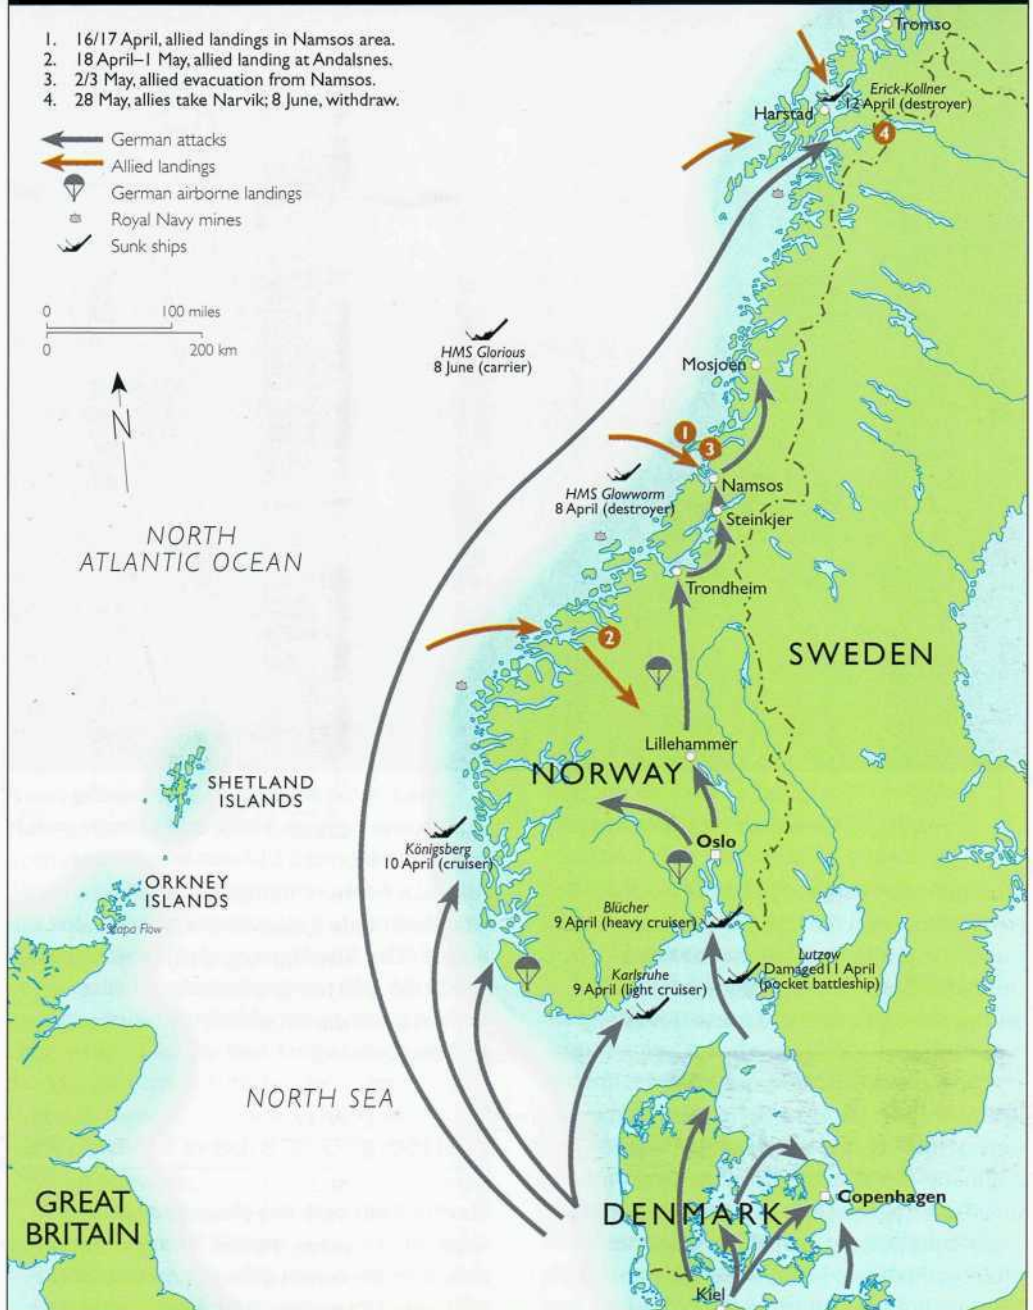 1. 16/17 April, allied landings in Namsos area.
2. 18 April–1 May, allied landing at Andalsnes.
3. 2/3 May, allied evacuation from Namsos.
4. 28 May, allies take Narvik; 8 June, withdraw.
German attacks
Allied landings
German airborne landings
Royal Navy mines
Sunk ships
0 100 miles
0 200 km
N
Tromso
Erick-Kollner
12 April (destroyer)
Harstad
4
HMS Glorious
8 June (carrier)
Mosjoen
1
3
HMS Glowworm
8 April (destroyer)
Namsos
Steinkjer
NORTH
ATLANTIC OCEAN
Trondheim
2
SWEDEN
Lillehammer
NORWAY
SHETLAND
ISLANDS
Oslo
Königsberg
10 April (cruiser)
ORKNEY
ISLANDS
Scapa Flow
Blücher
9 April (heavy cruiser)
Lutzow
Damaged 11 April
(pocket battleship)
Karlsruhe
9 April (light cruiser)
NORTH SEA
GREAT
BRITAIN
DENMARK
Copenhagen
Kiel